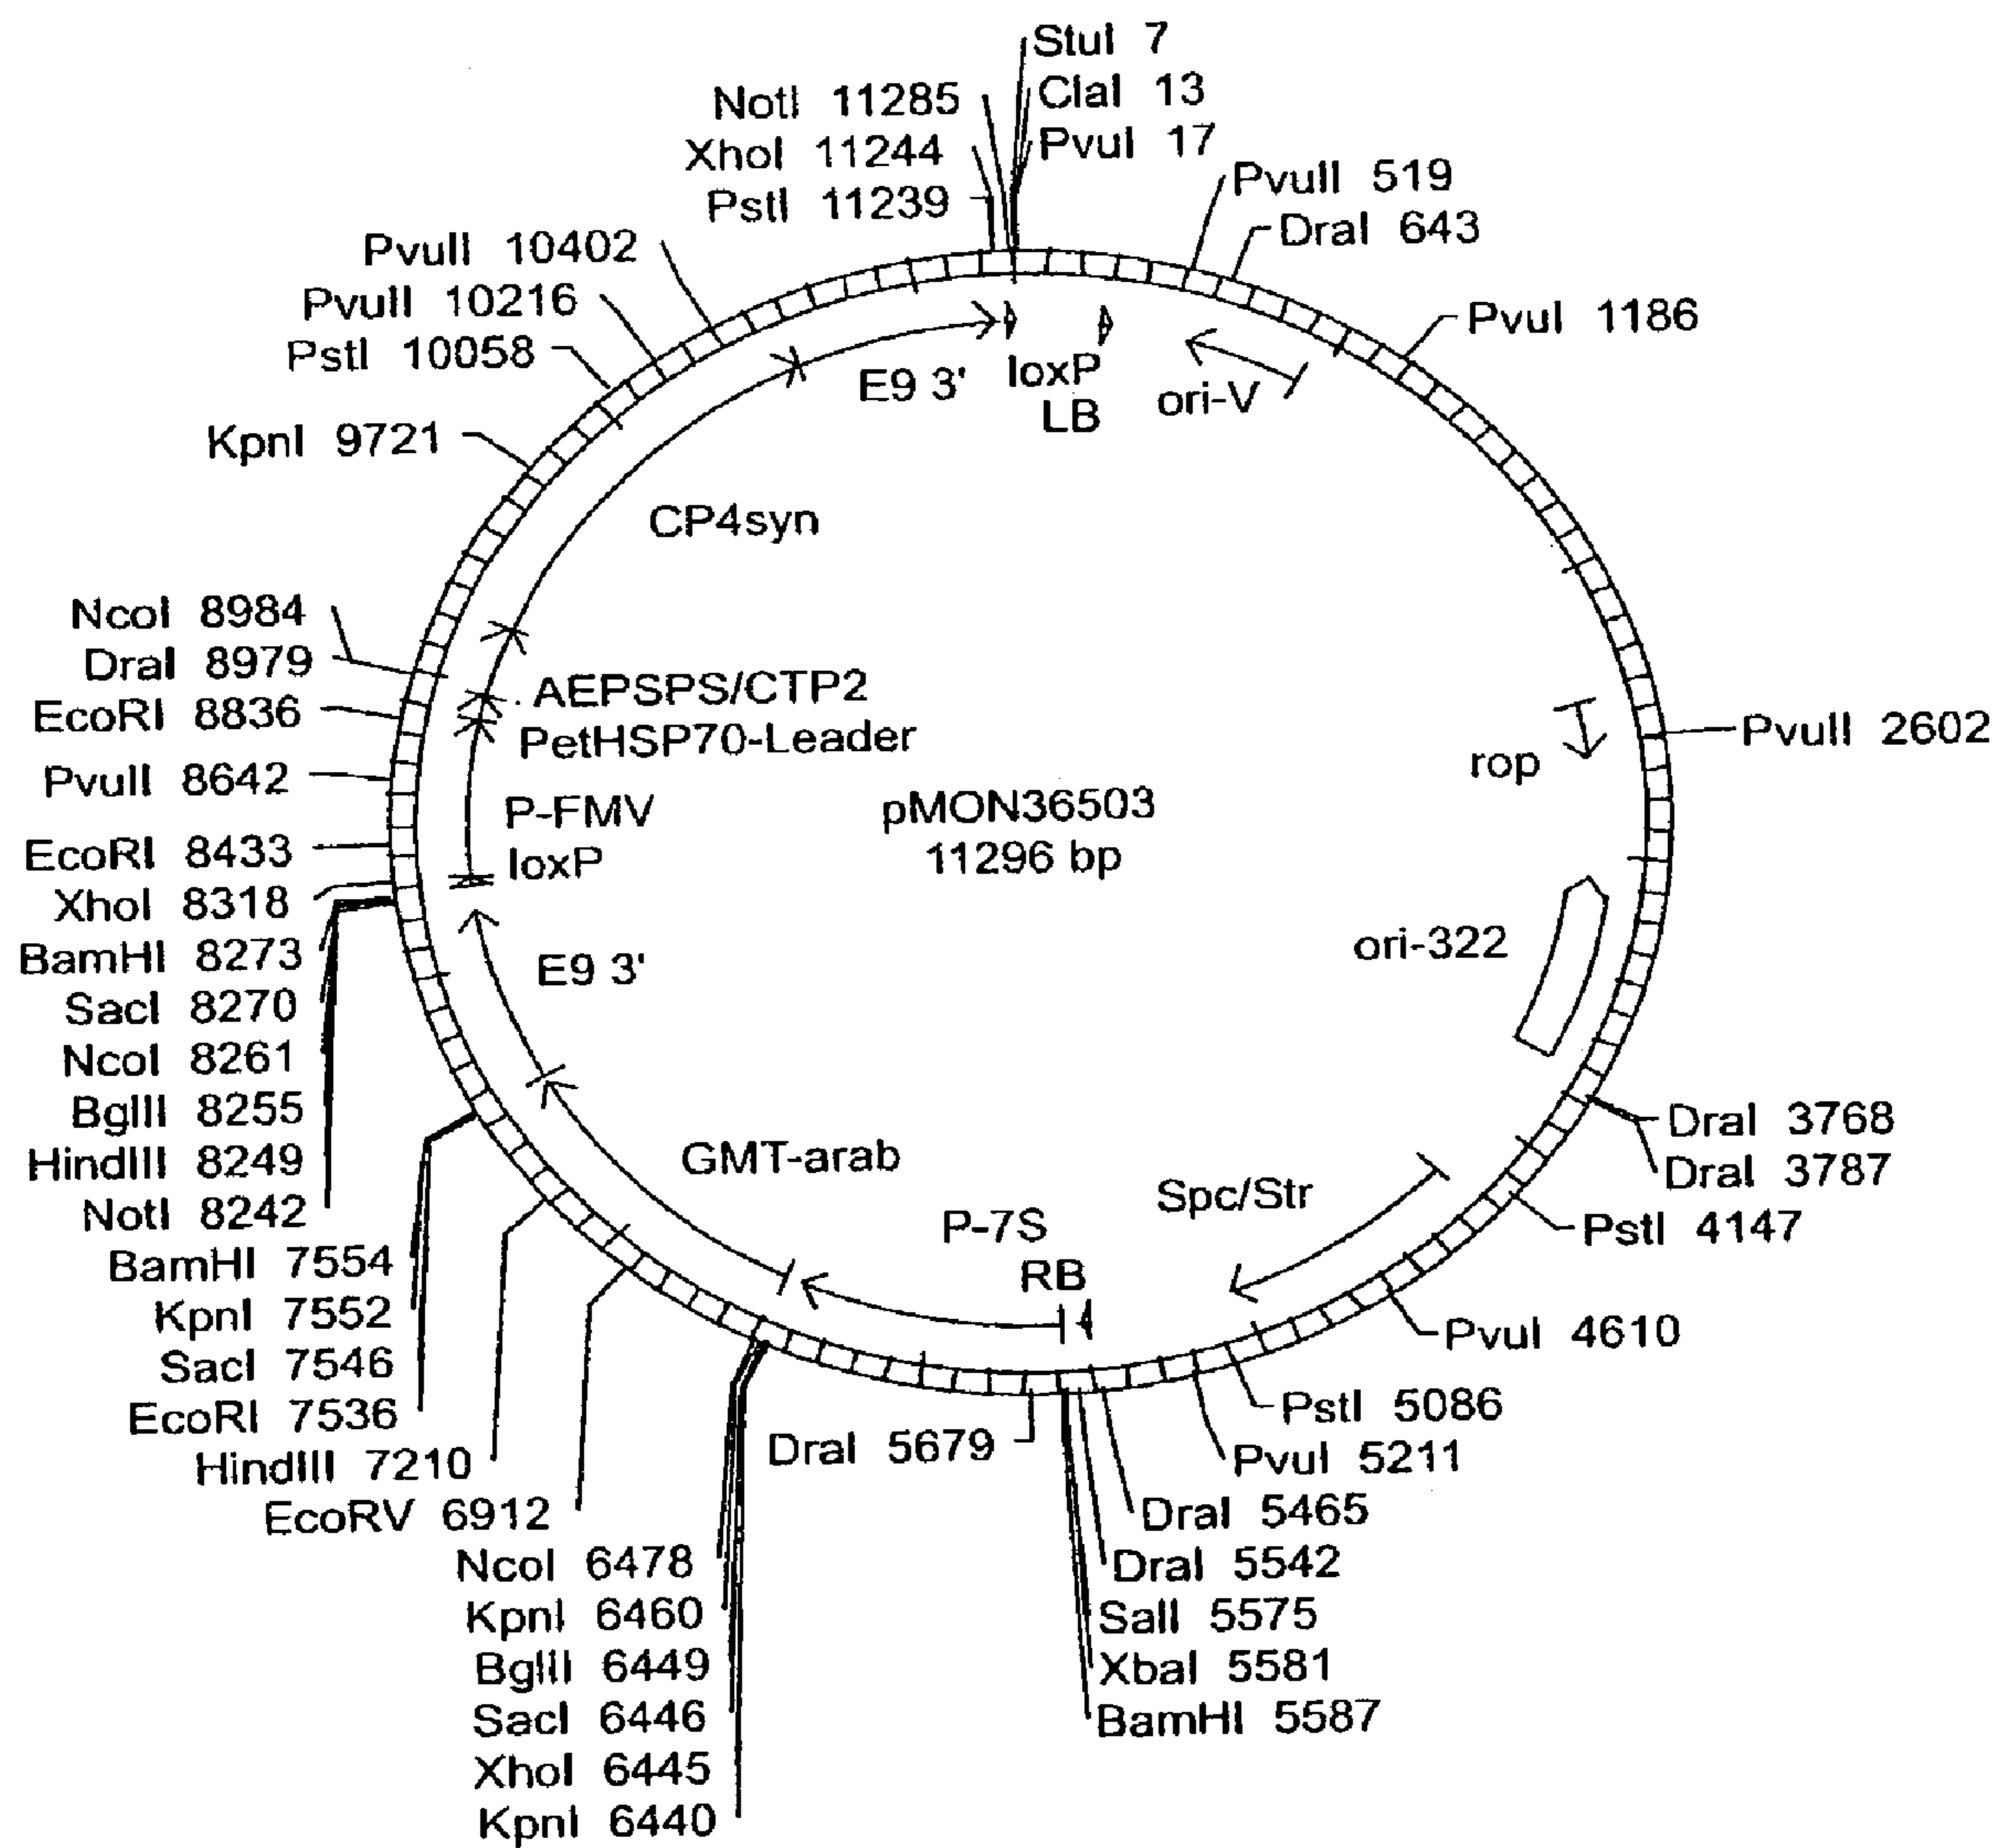 StuI 7
ClaI 13
PvuI 17
NotI 11285
XhoI 11244
PstI 11239
PvuII 519
DraI 643
PvuI 1186
PvuII 2602
DraI 3768
DraI 3787
PstI 4147
PvuI 4610
PstI 5086
PvuI 5211
DraI 5465
DraI 5542
SalI 5575
XbaI 5581
BamHI 5587
DraI 5679
PvuII 10402
PvuII 10216
PstI 10058
KpnI 9721
NcoI 8984
DraI 8979
EcoRI 8836
PvuII 8642
EcoRI 8433
XhoI 8318
BamHI 8273
SacI 8270
NcoI 8261
BglII 8255
HindIII 8249
NotI 8242
BamHI 7554
KpnI 7552
SacI 7546
EcoRI 7536
HindIII 7210
EcoRV 6912
NcoI 6478
KpnI 6460
BglII 6449
SacI 6446
XhoI 6445
KpnI 6440
E9 3'
loxP
LB
ori-V
CP4syn
AEPSPS/CTP2
PetHSP70-Leader
P-FMV
loxP
pMON36503
11296 bp
rop
ori-322
E9 3'
GMT-arab
P-7S
RB
Spc/Str